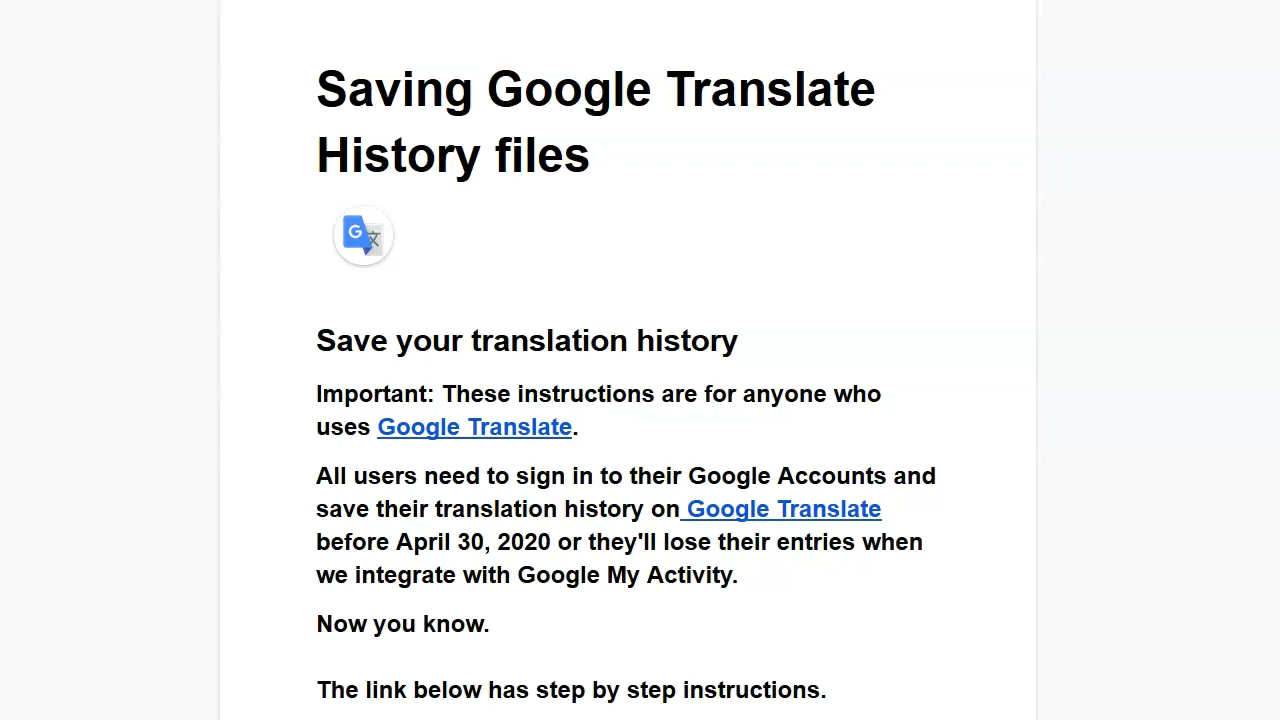 Saving Google Translate
History files
G 文
Save your translation history
Important: These instructions are for anyone who
uses Google Translate.
All users need to sign in to their Google Accounts and
save their translation history on Google Translate
before April 30, 2020 or they'll lose their entries when
we integrate with Google My Activity.
Now you know.
The link below has step by step instructions.